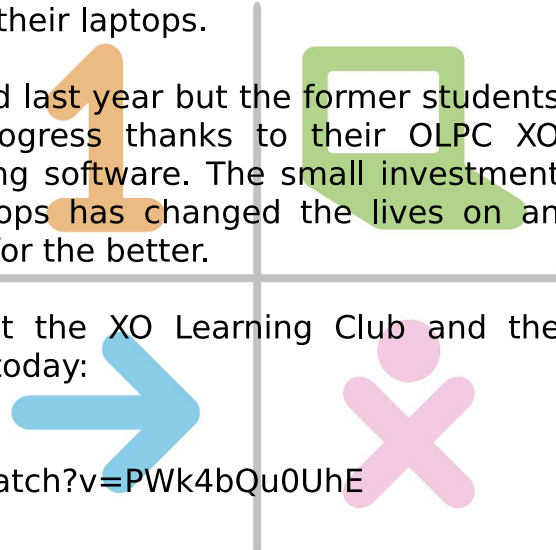 their laptops.
last year but the former students
ogress thanks to their OLPC XO
ng software. The small investment
ops has changed the lives on an
for the better.
t the XO Learning Club and the
today:
atch?v=PWk4bQu0UhE